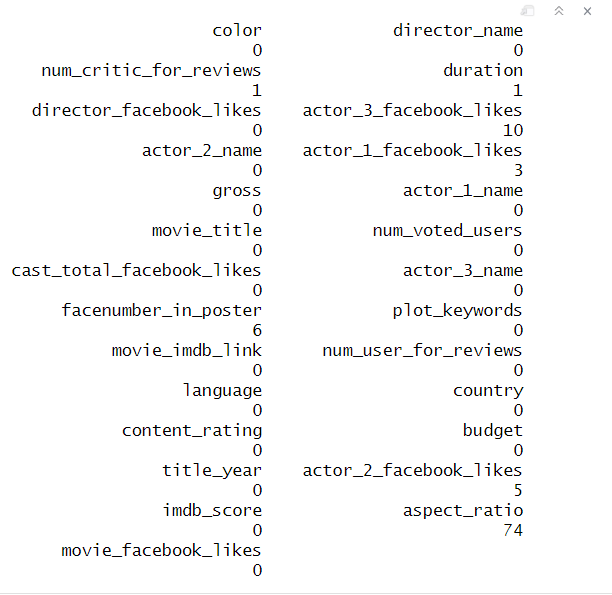 color director_name
0 0
num_critic_for_reviews duration
1 1
director_facebook_likes actor_3_facebook_likes
0 10
actor_2_name actor_1_facebook_likes
0 3
gross actor_1_name
0 0
movie_title num_voted_users
0 0
cast_total_facebook_likes actor_3_name
0 0
facenumber_in_poster plot_keywords
6 0
movie_imdb_link num_user_for_reviews
0 0
language country
0 0
content_rating budget
0 0
title_year actor_2_facebook_likes
0 5
imdb_score aspect_ratio
0 74
movie_facebook_likes
0